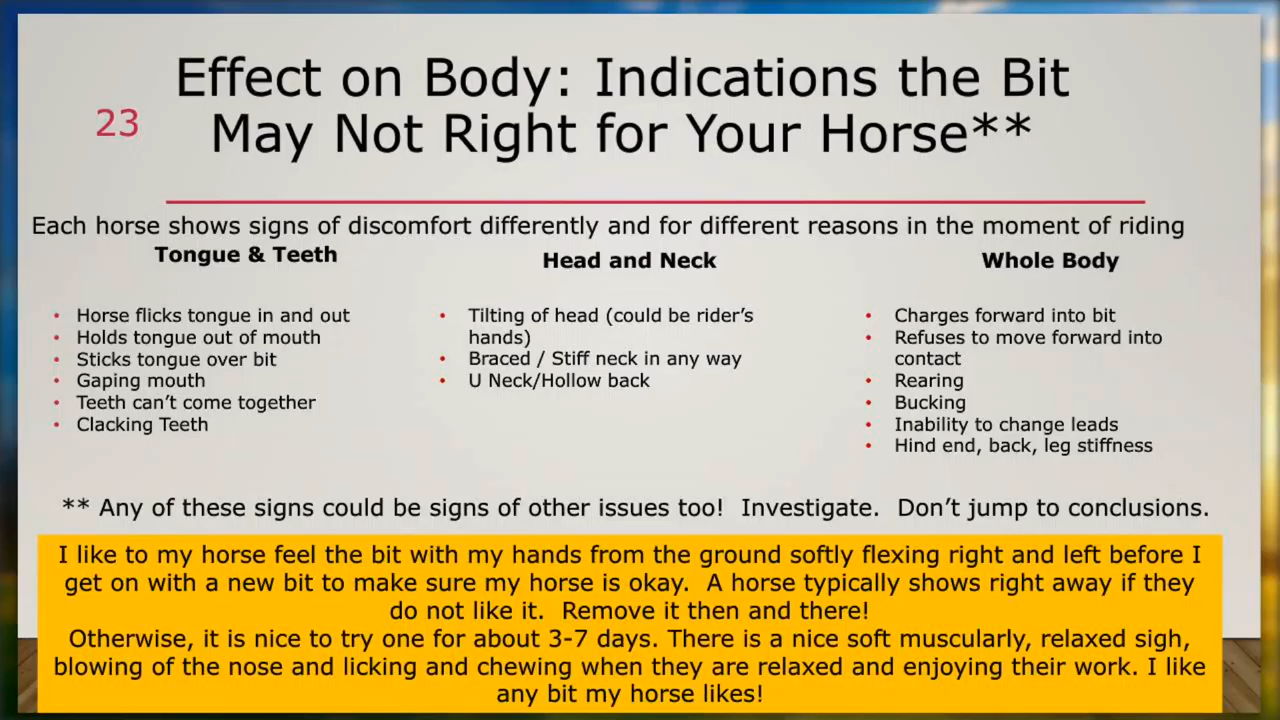 Effect on Body: Indications the Bit
23
May Not Right for Your Horse**
Each horse shows signs of discomfort differently and for different reasons in the moment of riding
Tongue & Teeth
• Horse flicks tongue in and out
• Holds tongue out of mouth
• Sticks tongue over bit
• Gaping mouth
• Teeth can't come together
• Clacking Teeth
Head and Neck
• Tilting of head (could be rider's
hands)
• Braced / Stiff neck in any way
• U Neck/Hollow back
Whole Body
• Charges forward into bit
• Refuses to move forward into
contact
• Rearing
• Bucking
• Inability to change leads
• Hind end, back, leg stiffness
** Any of these signs could be signs of other issues too!  Investigate.  Don't jump to conclusions.
I like to my horse feel the bit with my hands from the ground softly flexing right and left before I
get on with a new bit to make sure my horse is okay.  A horse typically shows right away if they
do not like it.  Remove it then and there!
Otherwise, it is nice to try one for about 3-7 days. There is a nice soft muscularly, relaxed sigh,
blowing of the nose and licking and chewing when they are relaxed and enjoying their work. I like
any bit my horse likes!